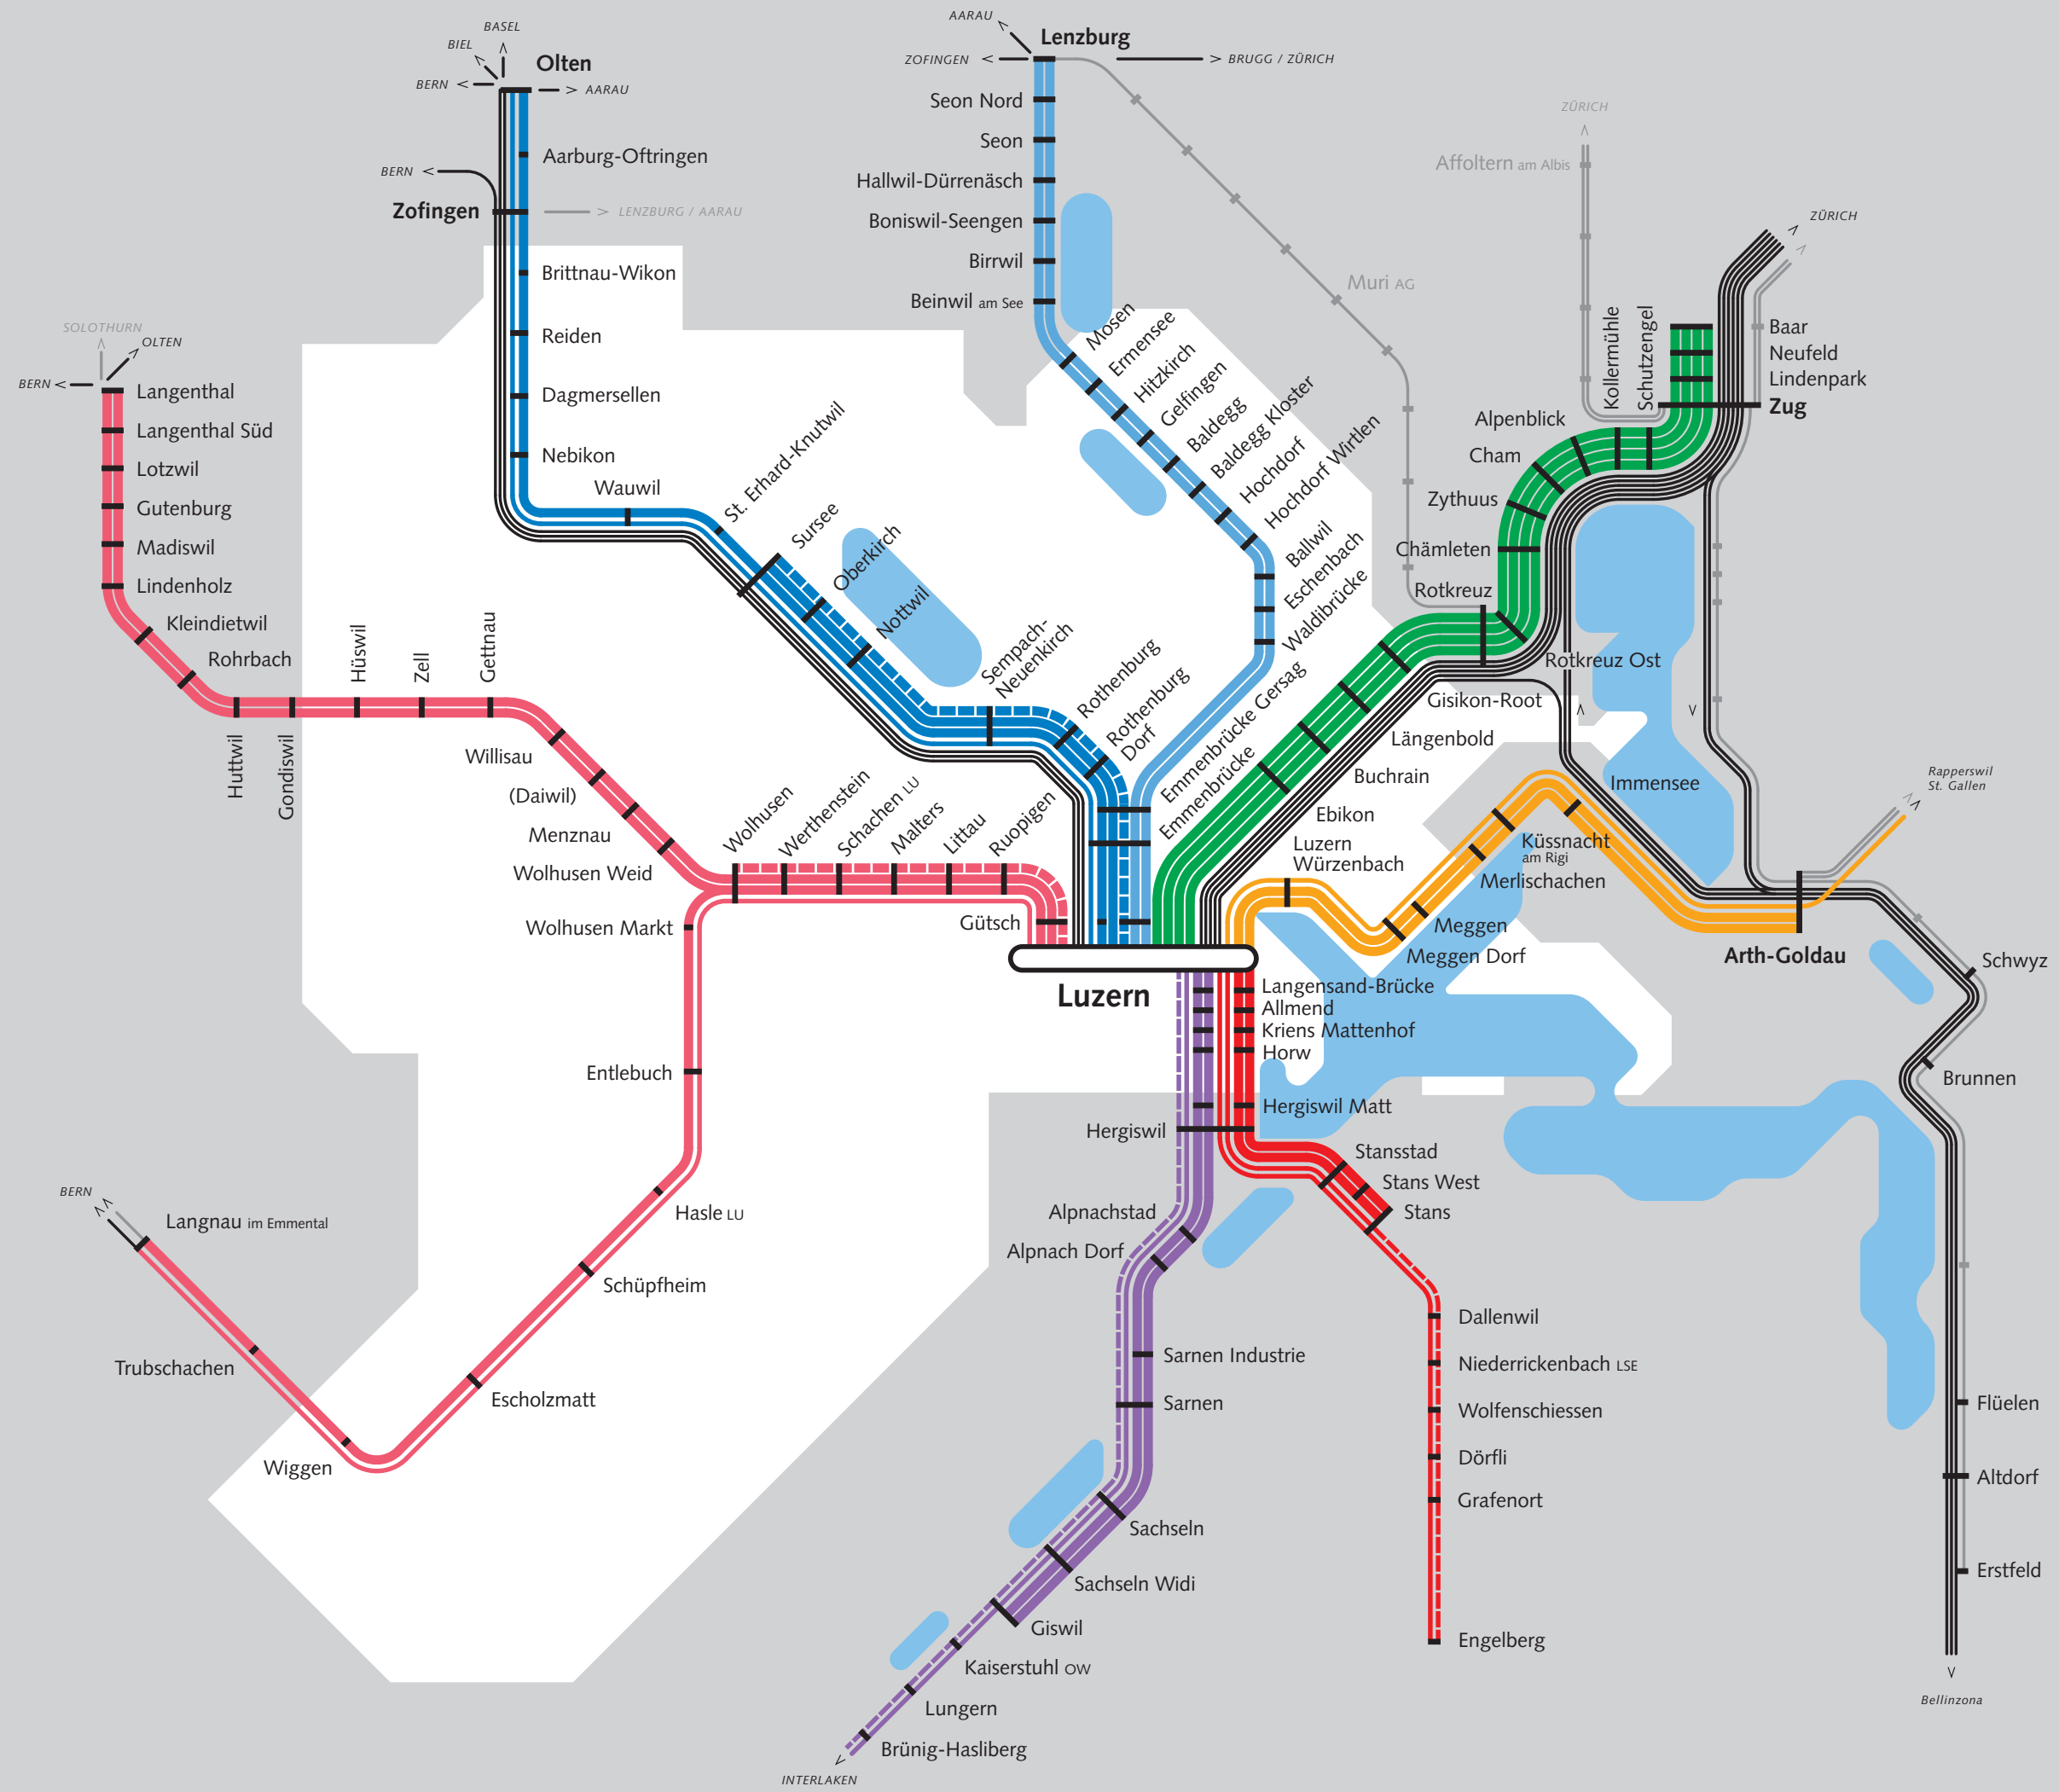 AARAU
BASEL
BIEL
Olten
BERN
AARAU
Lenzburg
ZOFINGEN
BRUGG / ZÜRICH
Seon Nord
Seon
Hallwil-Dürrenäsch
Boniswil-Seengen
Birrwil
Beinwil am See
Aarburg-Oftringen
BERN
Zofingen
LENZBURG / AARAU
Brittnau-Wikon
Reiden
Dagmersellen
Nebikon
Wauwil
St. Erhard-Knutwil
Sursee
Oberkirch
Nottwil
Sempach-
Neuenkirch
Rothenburg
Rothenburg
Dorf
Mosen
Ermensee
Hitzkirch
Gelfingen
Baldegg
Baldegg Kloster
Hochdorf
Hochdorf Wirtlen
Ballwil
Eschenbach
Waldibrücke
Emmenbrücke Gersag
Emmenbrücke
Muri AG
ZÜRICH
Affoltern am Albis
ZÜRICH
Kollermühle
Schutzengel
Baar
Neufeld
Lindenpark
Zug
Alpenblick
Cham
Zythuus
Chämleten
Rotkreuz
Rotkreuz Ost
Gisikon-Root
Längenbold
Buchrain
Ebikon
SOLOTHURN
OLTEN
BERN
Langenthal
Langenthal Süd
Lotzwil
Gutenburg
Madiswil
Lindenholz
Kleindietwil
Rohrbach
Huttwil
Gondiswil
Hüswil
Zell
Gettnau
Willisau
(Daiwil)
Menznau
Wolhusen Weid
Wolhusen
Werthenstein
Schachen LU
Malters
Littau
Ruopigen
Gütsch
Wolhusen Markt
Entlebuch
Hasle LU
Schüpfheim
Escholzmatt
Wiggen
Trubschachen
Langnau im Emmental
BERN
Luzern
Luzern
Würzenbach
Meggen Dorf
Meggen
Merlischachen
Küssnacht
am Rigi
Immensee
Arth-Goldau
Rapperswil
St. Gallen
Schwyz
Brunnen
Flüelen
Altdorf
Erstfeld
Bellinzona
Langensand-Brücke
Allmend
Kriens Mattenhof
Horw
Hergiswil Matt
Hergiswil
Stansstad
Stans West
Stans
Dallenwil
Niederrickenbach LSE
Wolfenschiessen
Dörfli
Grafenort
Engelberg
Alpnachstad
Alpnach Dorf
Sarnen Industrie
Sarnen
Sachseln
Sachseln Widi
Giswil
Kaiserstuhl OW
Lungern
Brünig-Hasliberg
INTERLAKEN